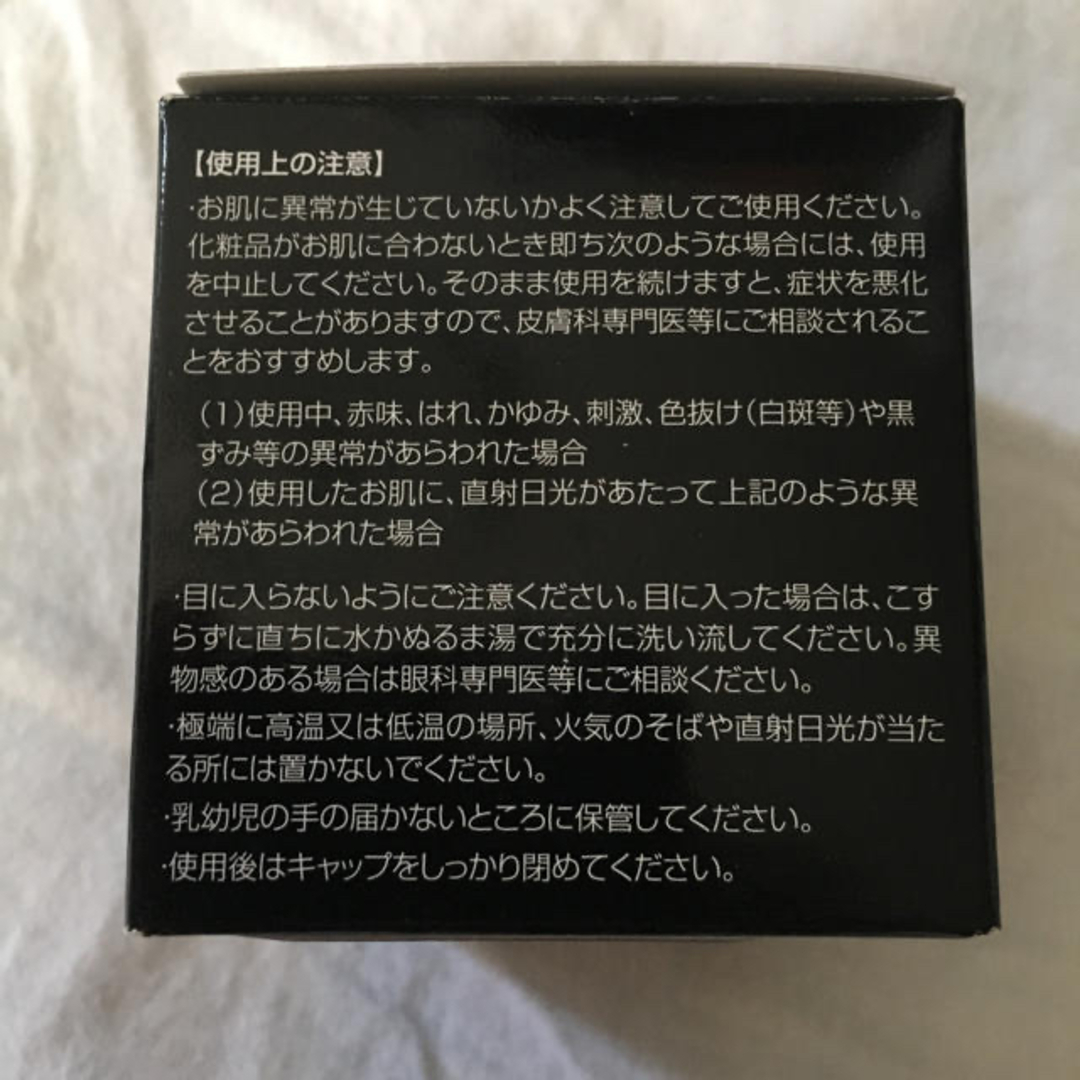 【使用上の注意】
・お肌に異常が生じていないかよく注意してご使用ください。
化粧品がお肌に合わないとき即ち次のような場合には、使用
を中止してください。そのまま使用を続けますと、症状を悪化
させることがありますので、皮膚科専門医等にご相談されるこ
とをおすすめします。
（1）使用中、赤味、はれ、かゆみ、刺激、色抜け（白斑等）や黒
ずみ等の異常があらわれた場合
（2）使用したお肌に、直射日光があたって上記のような異
常があらわれた場合
・目に入らないようにご注意ください。目に入った場合は、こす
らずに直ちに水かぬるま湯で充分に洗い流してください。異
物感のある場合は眼科専門医等にご相談ください。
・極端に高温又は低温の場所、火気のそばや直射日光が当た
る所には置かないでください。
・乳幼児の手の届かないところに保管してください。
・使用後はキャップをしっかり閉めてください。